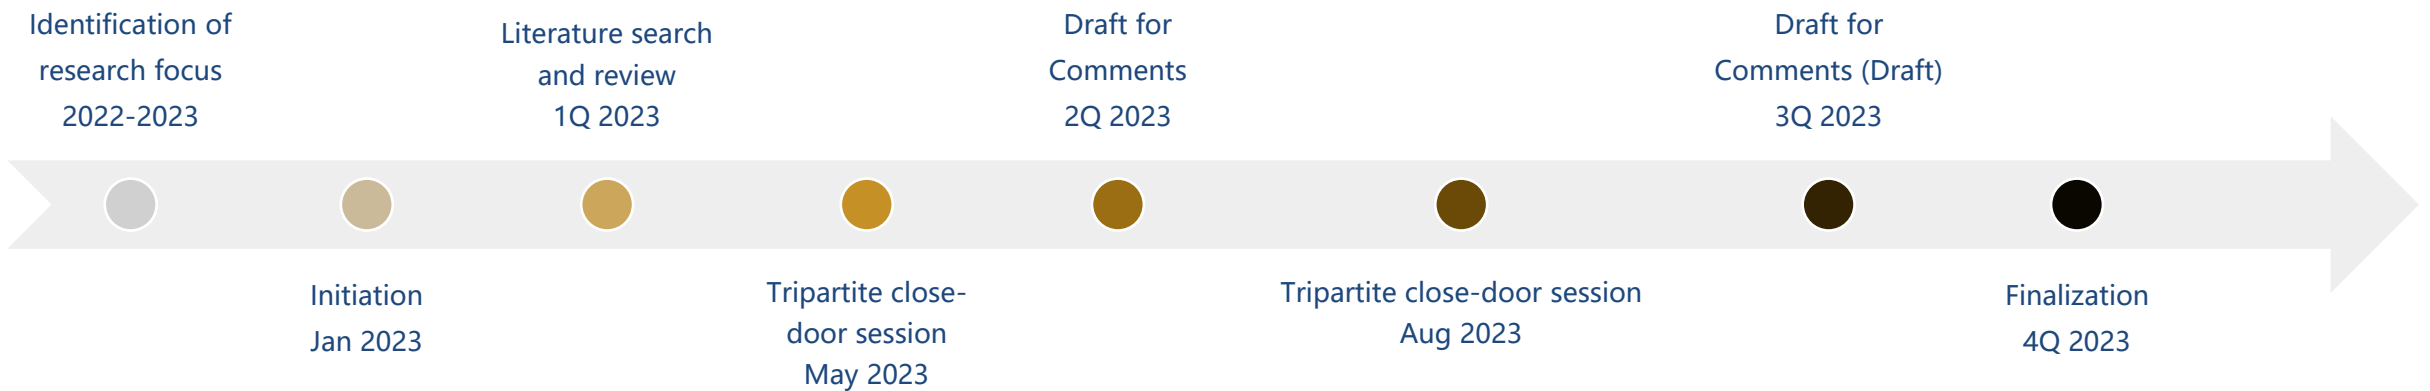 Identification of
research focus
2022-2023
Initiation
Jan 2023
Literature search
and review
1Q 2023
Tripartite close-
door session
May 2023
Draft for
Comments
2Q 2023
Tripartite close-door session
Aug 2023
Draft for
Comments (Draft)
3Q 2023
Finalization
4Q 2023